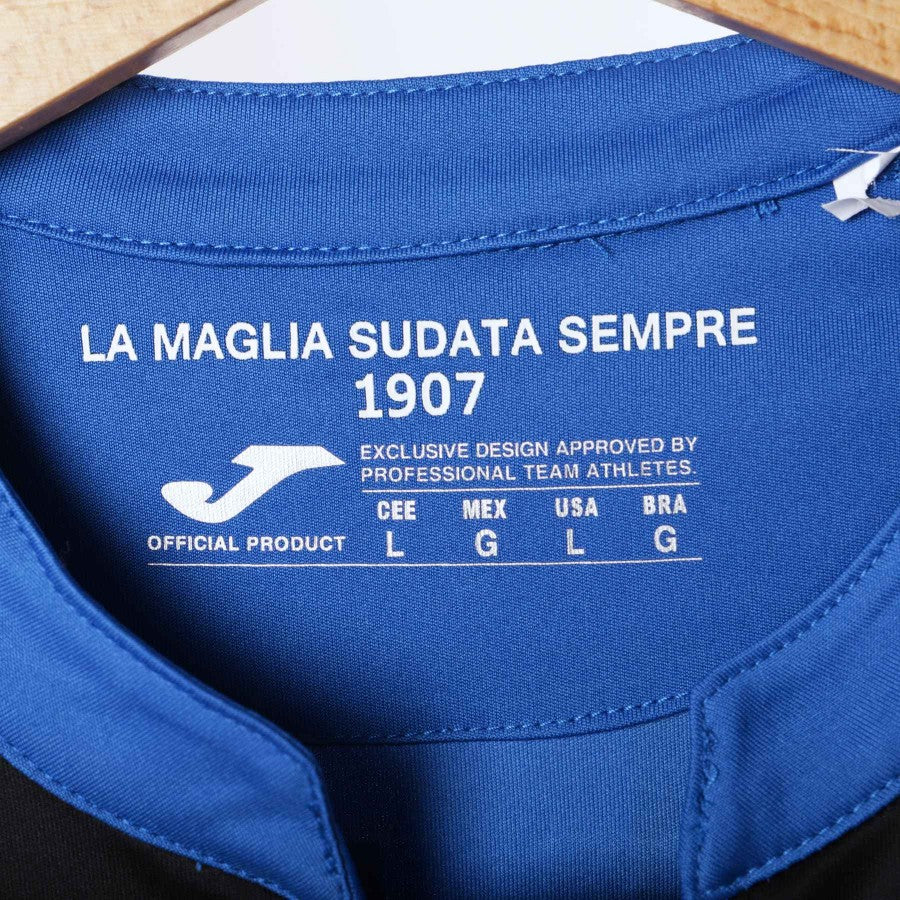 LA MAGLIA SUDATA SEMPRE
1907
EXCLUSIVE DESIGN APPROVED BY
PROFESSIONAL TEAM ATHLETES.
CEE MEX USA BRA
L G L G
OFFICIAL PRODUCT